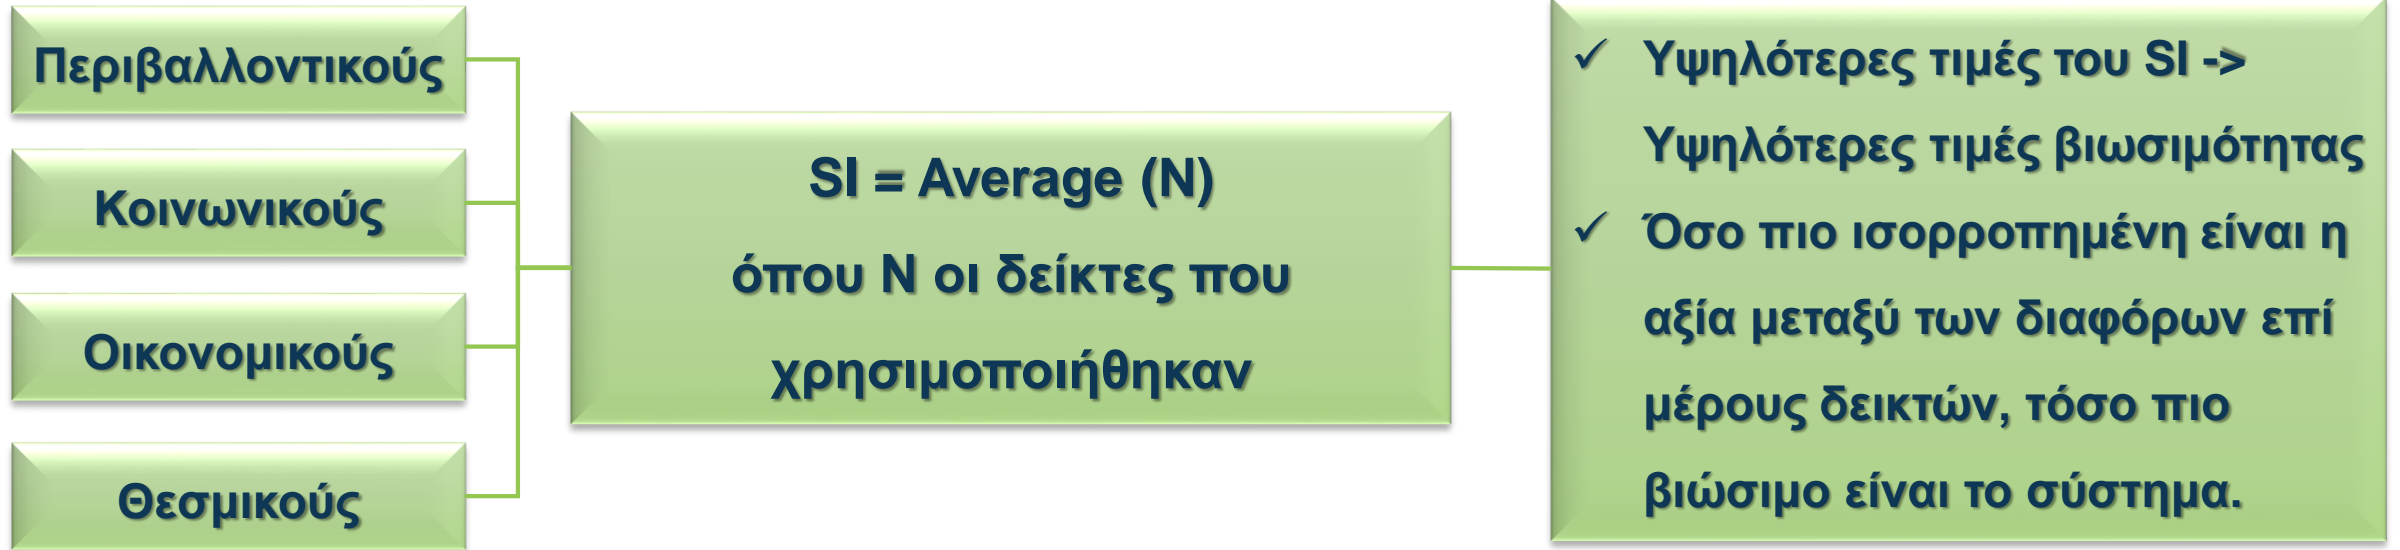 Περιβαλλοντικούς
Κοινωνικούς
Οικονομικούς
Θεσμικούς
SI = Average (N)
όπου Ν οι δείκτες που
χρησιμοποιήθηκαν
✓ Υψηλότερες τιμές του SI ->
Υψηλότερες τιμές βιωσιμότητας
✓ Όσο πιο ισορροπημένη είναι η
αξία μεταξύ των διαφόρων επί
μέρους δεικτών, τόσο πιο
βιώσιμο είναι το σύστημα.